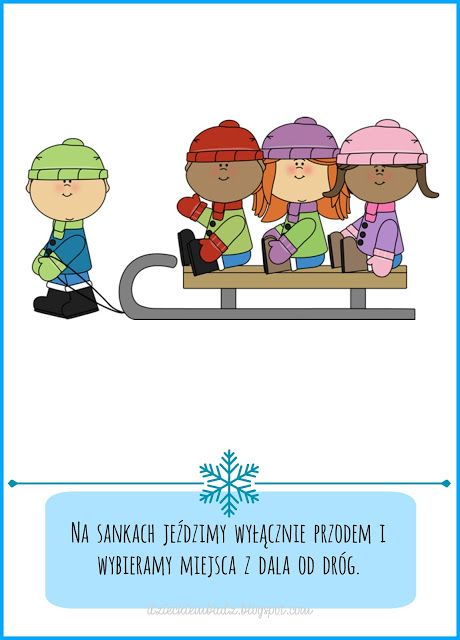 Na sankach jeździmy wyłącznie przodem i
wybieramy miejsca z dala od dróg.